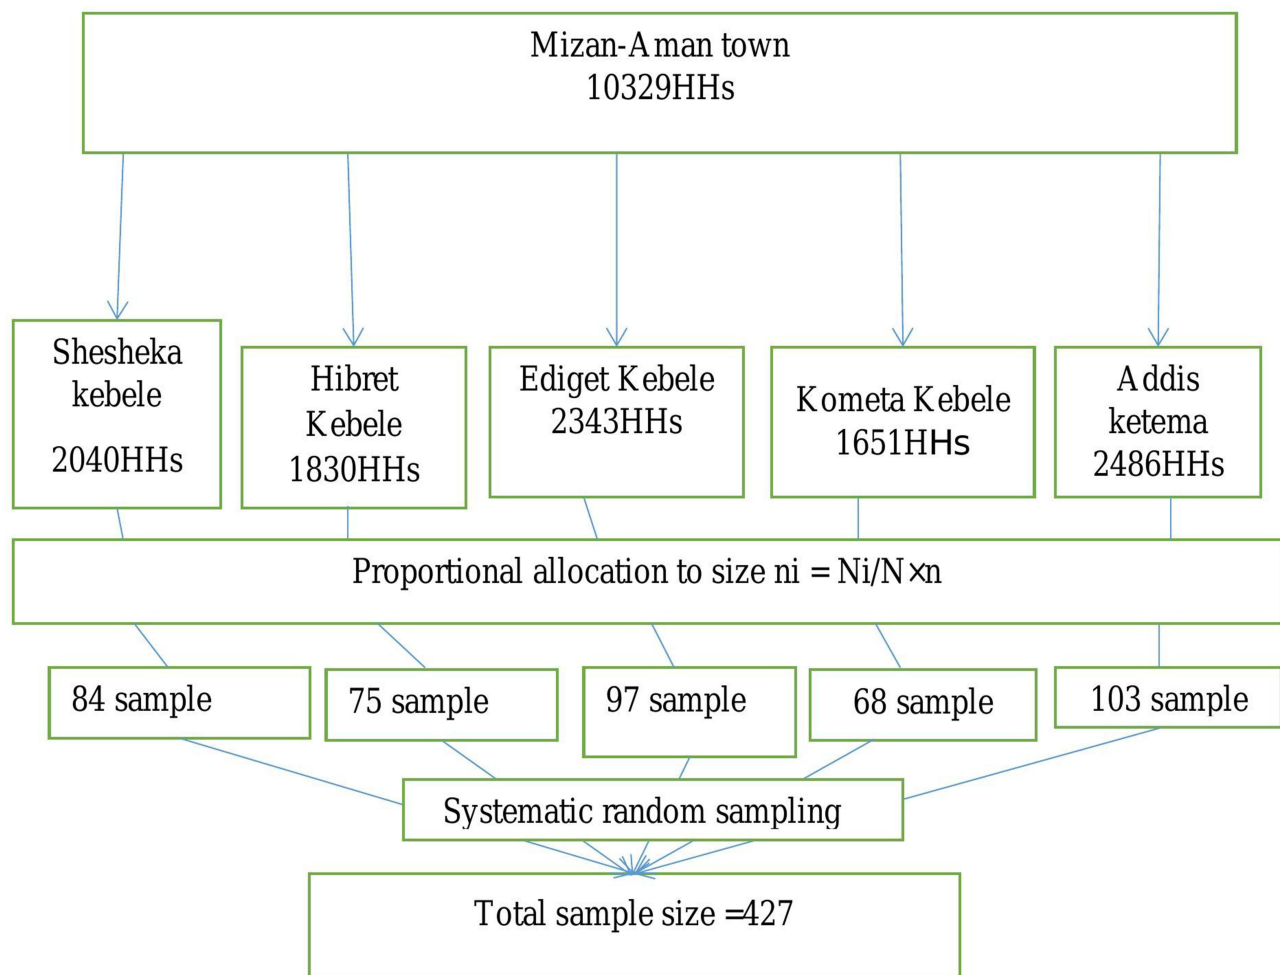 Mizan-Aman town
10329HHs
Shesheka
kebele
2040HHs
Hibret
Kebele
1830HHs
Ediget Kebele
2343HHs
Kometa Kebele
1651HHs
Addis
ketema
2486HHs
Proportional allocation to size ni = Ni/N×n
84 sample
75 sample
97 sample
68 sample
103 sample
Systematic random sampling
Total sample size =427